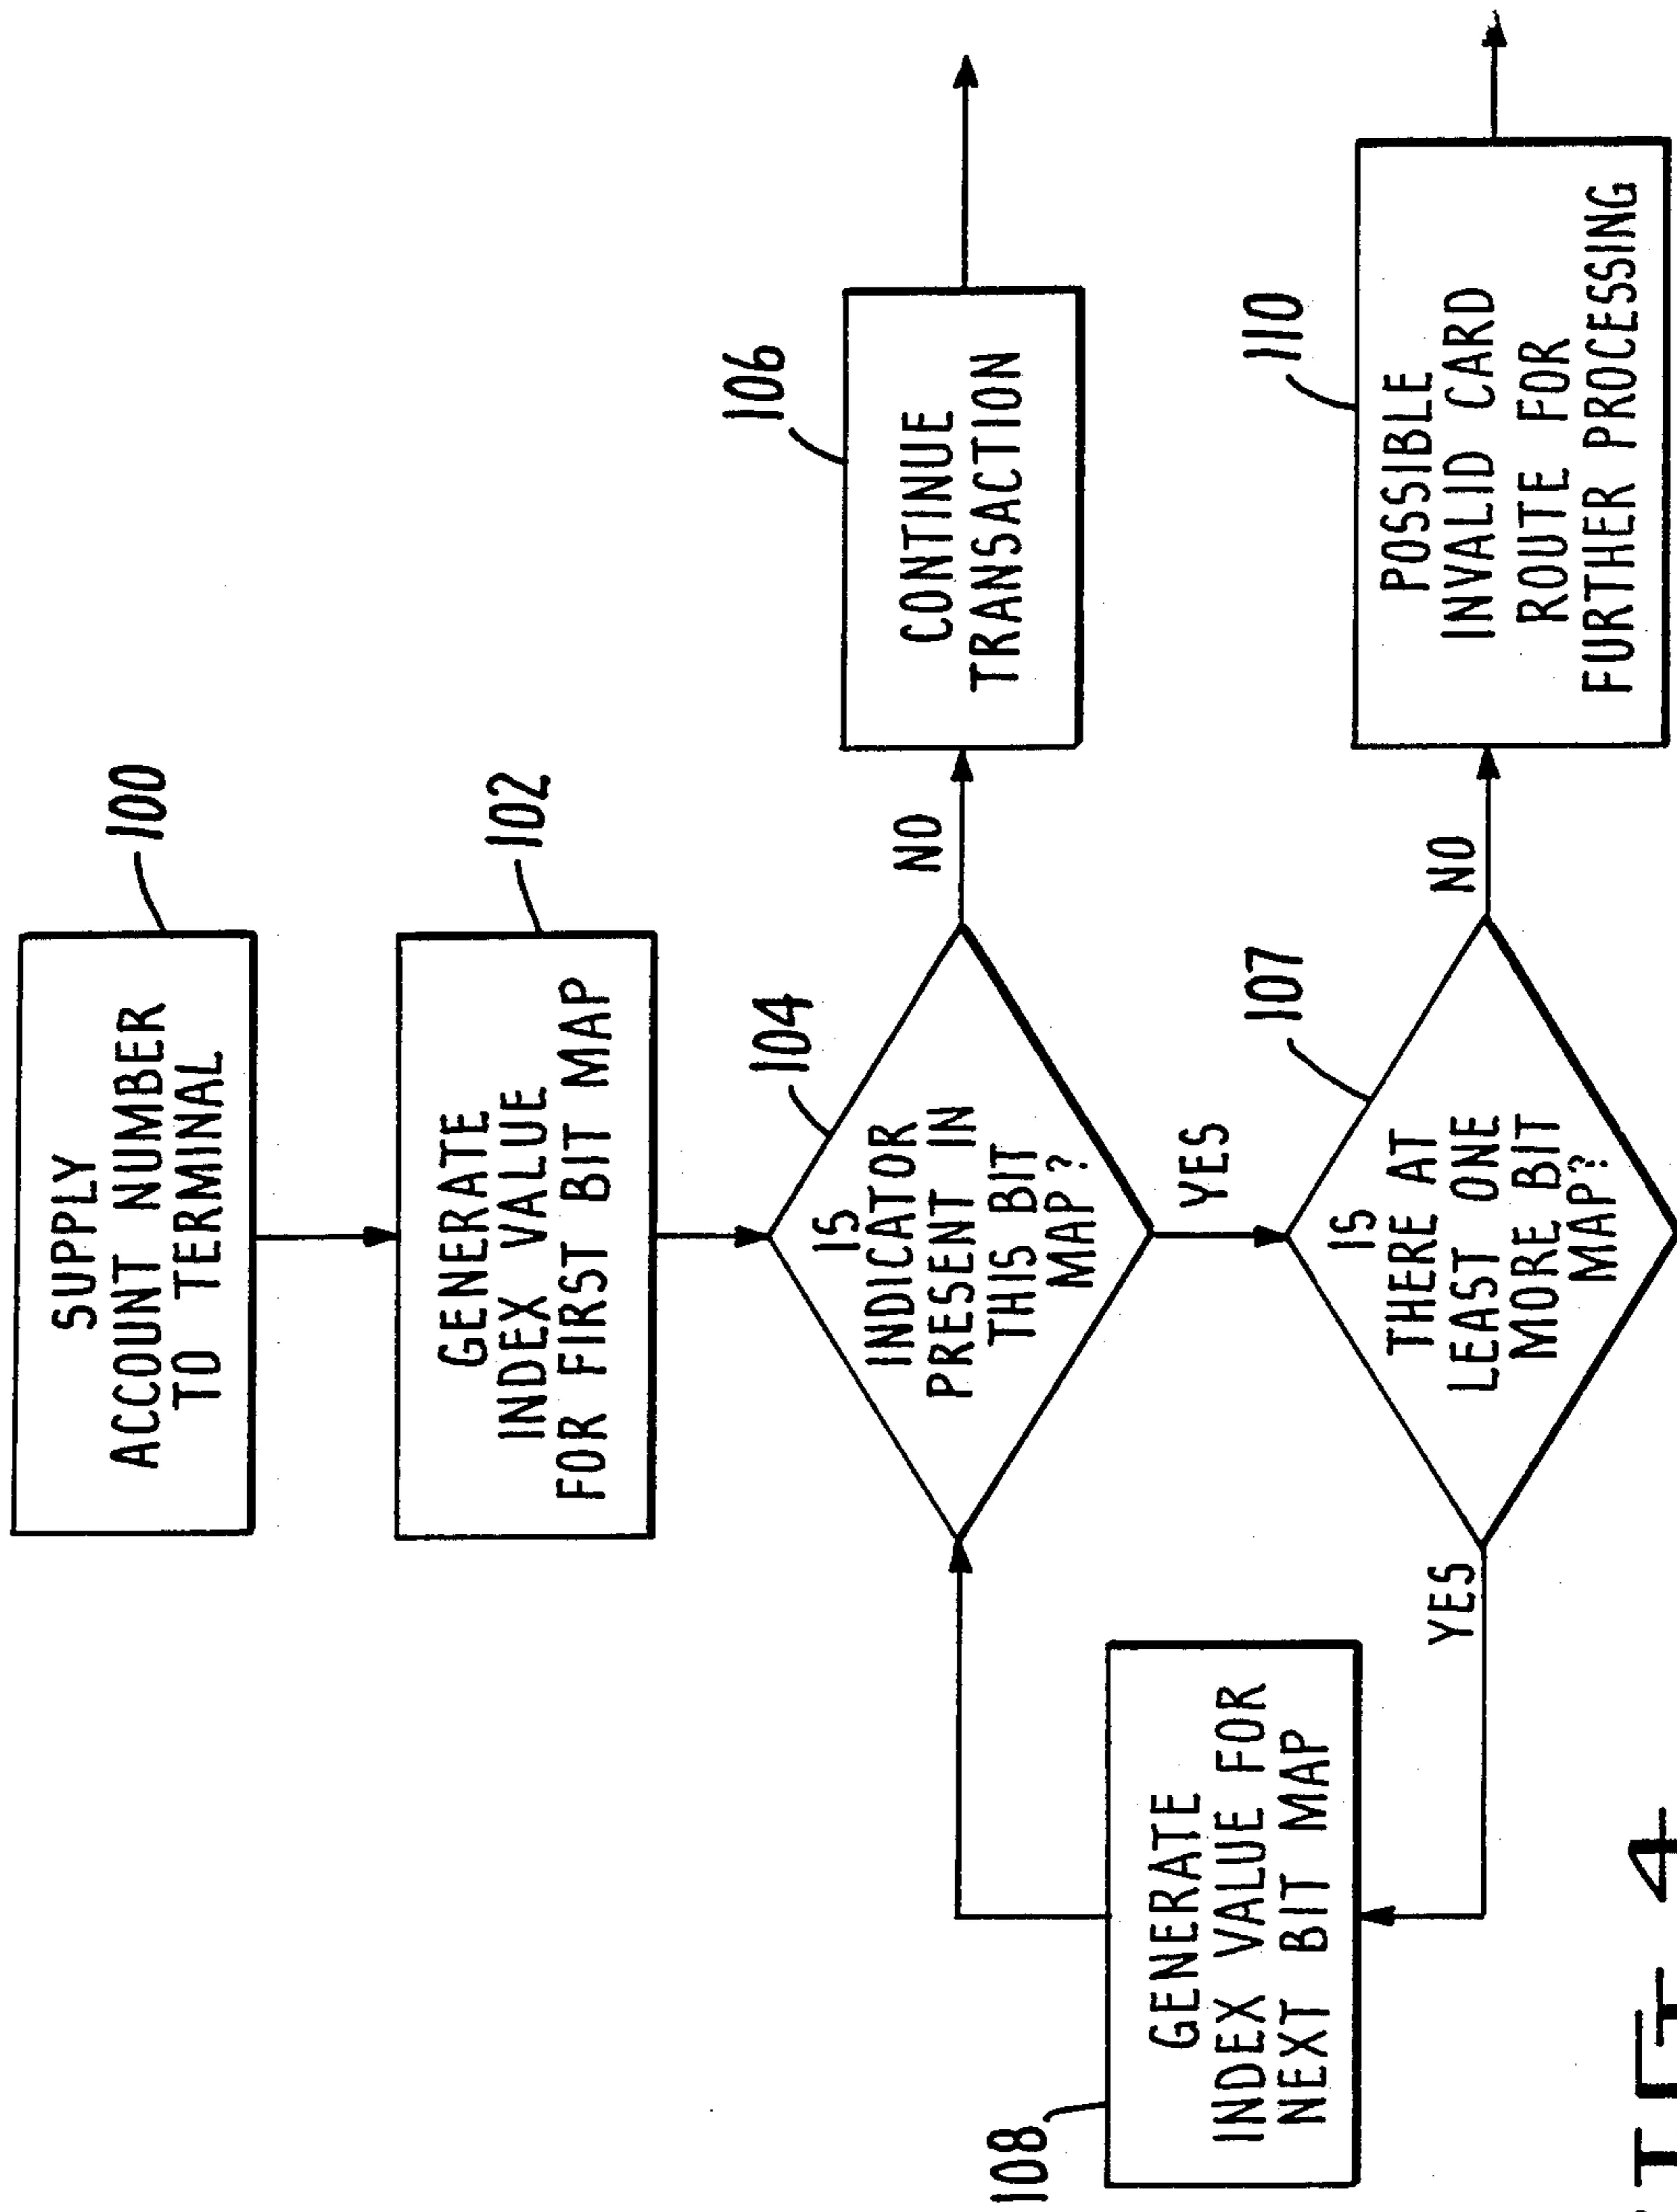 SUPPLY
ACCOUNT NUMBER
TO TERMINAL
100
GENERATE
INDEX VALUE
FOR FIRST BIT MAP
102
IS
INDICATOR
PRESENT IN
THIS BIT
MAP?
104
NO
CONTINUE
TRANSACTION
106
YES
IS
THERE AT
LEAST ONE
MORE BIT
MAP?
107
NO
POSSIBLE
INVALID CARD
ROUTE FOR
FURTHER PROCESSING
110
YES
GENERATE
INDEX VALUE FOR
NEXT BIT MAP
108
4